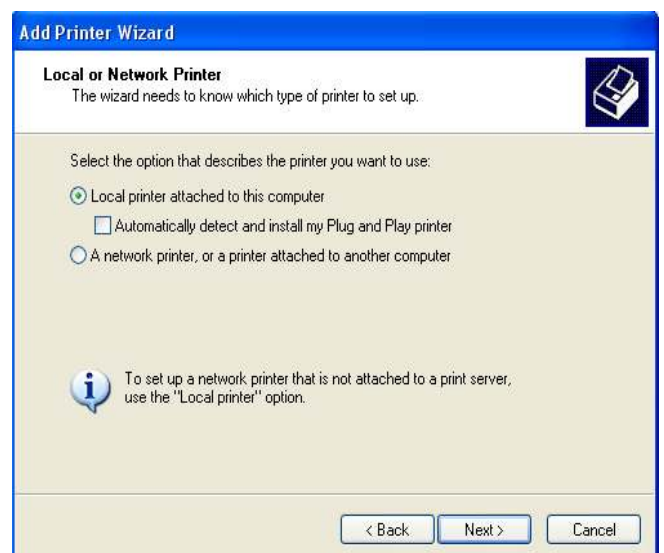 Add Printer Wizard
Local or Network Printer
The wizard needs to know which type of printer to set up.
Select the option that describes the printer you want to use:
Local printer attached to this computer
Automatically detect and install my Plug and Play printer
A network printer, or a printer attached to another computer
To set up a network printer that is not attached to a print server,
use the "Local printer" option.
< Back
Next >
Cancel